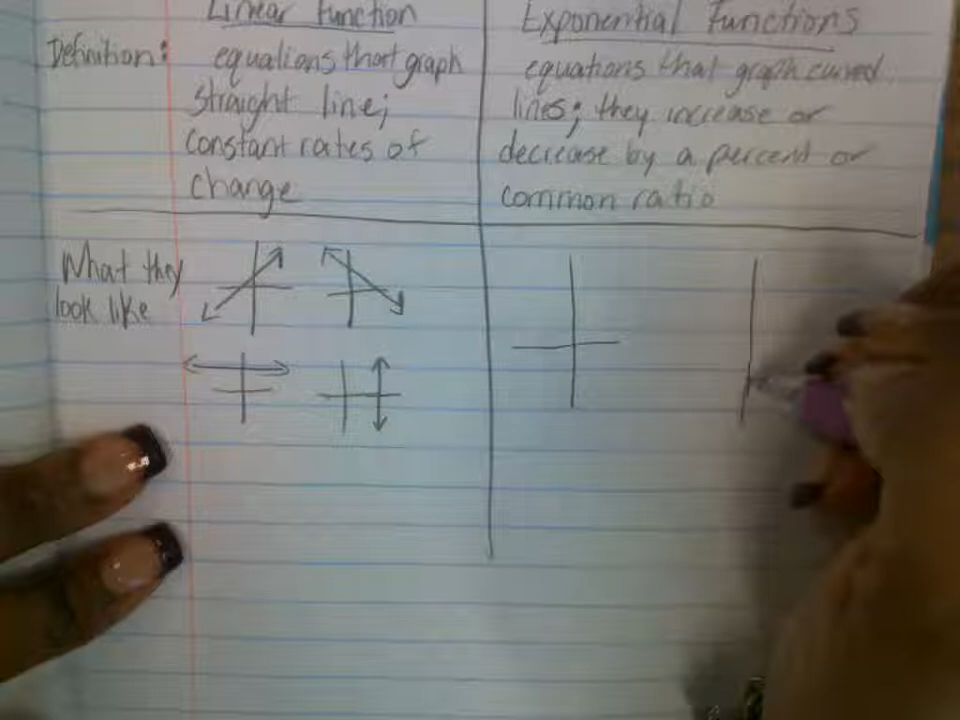 Linear Function
Exponential Functions
Definition:
equations that graph
straight line;
constant rates of
change
equations that graph curved
lines; they increase or
decrease by a percent or
common ratio
What they
look like